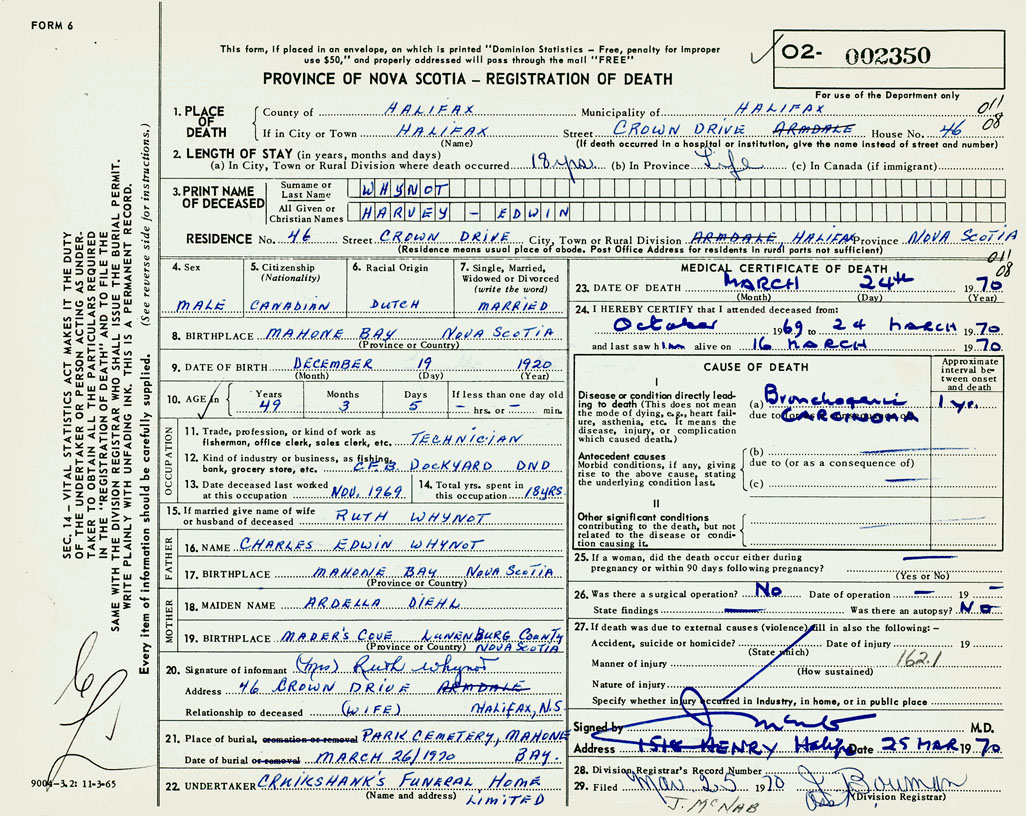 FORM 6
This form, if placed in an envelope, on which is printed "Dominion Statistics – Free, penalty for improper
use $50," and properly addressed will pass through the mail "FREE"
PROVINCE OF NOVA SCOTIA – REGISTRATION OF DEATH
O2- 002350
For use of the Department only
011
08
1. PLACE OF DEATH
County of HALIFAX Municipality of HALIFAX
If in City or Town HALIFAX Street CROWN DRIVE ARMDALE House No. 46
(Name) (If death occurred in a hospital or institution, give the name instead of street and number)
2. LENGTH OF STAY (in years, months and days)
(a) In City, Town or Rural Division where death occurred 18 yrs. (b) In Province Life (c) In Canada (if immigrant)
3. PRINT NAME OF DECEASED
Surname or Last Name WHYNOT
All Given or Christian Names HARVEY - EDWIN
RESIDENCE No. 46 Street CROWN DRIVE City, Town or Rural Division ARMDALE, HALIFAX Province NOVA SCOTIA
(Residence means usual place of abode. Post Office Address for residents in rural parts not sufficient)
011
08
4. Sex
MALE
5. Citizenship (Nationality)
CANADIAN
6. Racial Origin
DUTCH
7. Single, Married, Widowed or Divorced (write the word)
MARRIED
8. BIRTHPLACE MAHONE BAY NOVA SCOTIA
(Province or Country)
9. DATE OF BIRTH DECEMBER 19 1920
(Month) (Day) (Year)
10. AGE in
Years Months Days If less than one day old
49 3 5 – hrs. or – min.
OCCUPATION
11. Trade, profession, or kind of work as
fisherman, office clerk, sales clerk, etc. TECHNICIAN
12. Kind of industry or business, as fishing,
bank, grocery store, etc. C.F.B. DOCKYARD DND
13. Date deceased last worked
at this occupation NOV. 1969
14. Total yrs. spent in
this occupation 18 YRS
15. If married give name of wife
or husband of deceased RUTH WHYNOT
FATHER
16. NAME CHARLES EDWIN WHYNOT
17. BIRTHPLACE MAHONE BAY NOVA SCOTIA
(Province or Country)
MOTHER
18. MAIDEN NAME ARDELLA DIEHL
19. BIRTHPLACE MADER'S COVE LUNENBURG COUNTY
(Province or Country) NOVA SCOTIA
20. Signature of informant (Mrs) Ruth Whynot
Address 46 CROWN DRIVE ARMDALE
Relationship to deceased (WIFE) HALIFAX, N.S.
21. Place of burial, cremation or removal PARK CEMETERY, MAHONE
Date of burial or removal MARCH 26/1970 BAY.
22. UNDERTAKER CRUIKSHANK'S FUNERAL HOME
(Name and address) LIMITED
MEDICAL CERTIFICATE OF DEATH
23. DATE OF DEATH MARCH 24TH 1970
(Month) (Day) (Year)
24. I HEREBY CERTIFY that I attended deceased from:
October 1969 to 24 MARCH 1970
and last saw him alive on 16 MARCH 1970
CAUSE OF DEATH
Approximate interval between onset and death
I
Disease or condition directly leading
to death (This does not mean
the mode of dying, e.g., heart failure,
asthenia, etc. It means the
disease, injury, or complication
which caused death.)
(a) Bronchogenic 1 yr.
due to CARCINOMA
Antecedent causes
Morbid conditions, if any, giving
rise to the above cause, stating
the underlying condition last.
(b)
due to (or as a consequence of)
(c)
II
Other significant conditions
contributing to the death, but not
related to the disease or condition
causing it.
25. If a woman, did the death occur either during
pregnancy or within 90 days following pregnancy?
(Yes or No)
26. Was there a surgical operation? No Date of operation – 19 –
State findings Was there an autopsy? NO
27. If death was due to external causes (violence) fill in also the following: –
Accident, suicide or homicide? Date of injury 19
(State which)
Manner of injury 162.1
(How sustained)
Nature of injury
Specify whether injury occurred in Industry, in home, or in public place
Signed by M.D.
Address HENRY Date 25 MAR 1970
28. Division Registrar's Record Number
29. Filed Mar 25 1970 Bowman
J. MCNAB (Division Registrar)
SEC. 14 – VITAL STATISTICS ACT MAKES IT THE DUTY
OF THE UNDERTAKER OR PERSON ACTING AS UNDER-
TAKER TO OBTAIN ALL THE PARTICULARS REQUIRED
IN THE "REGISTRATION OF DEATH" AND TO FILE THE
SAME WITH THE DIVISION REGISTRAR WHO SHALL ISSUE THE BURIAL PERMIT.
WRITE PLAINLY WITH UNFADING INK. THIS IS A PERMANENT RECORD.
Every item of information should be carefully supplied. (See reverse side for instructions.)
9004-3.2: 11-3-65